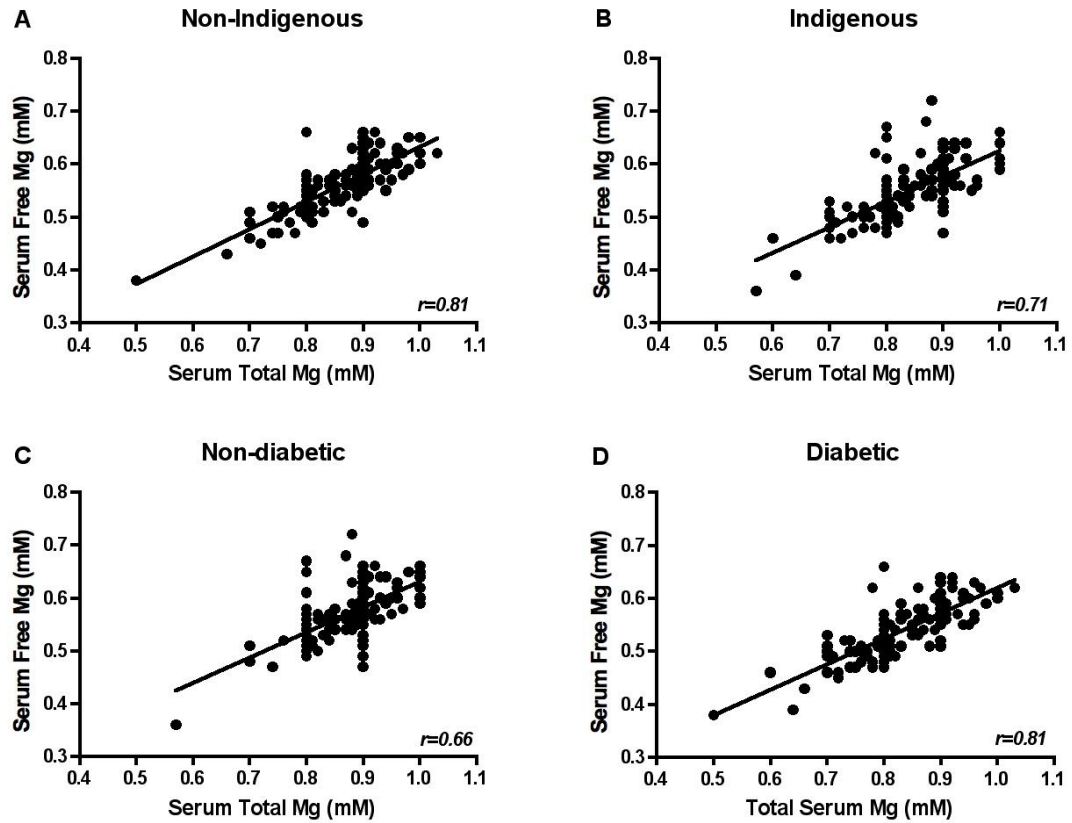 A
Non-Indigenous
Serum Free Mg (mM)
0.8
0.7
0.6
0.5
0.4
0.3
r=0.81
0.4 0.5 0.6 0.7 0.8 0.9 1.0 1.1
Serum Total Mg (mM)
B
Indigenous
Serum Free Mg (mM)
0.8
0.7
0.6
0.5
0.4
0.3
r=0.71
0.4 0.5 0.6 0.7 0.8 0.9 1.0 1.1
Serum Total Mg (mM)
C
Non-diabetic
Serum Free Mg (mM)
0.8
0.7
0.6
0.5
0.4
0.3
r=0.66
0.4 0.5 0.6 0.7 0.8 0.9 1.0 1.1
Serum Total Mg (mM)
D
Diabetic
Serum Free Mg (mM)
0.8
0.7
0.6
0.5
0.4
0.3
r=0.81
0.4 0.5 0.6 0.7 0.8 0.9 1.0 1.1
Total Serum Mg (mM)